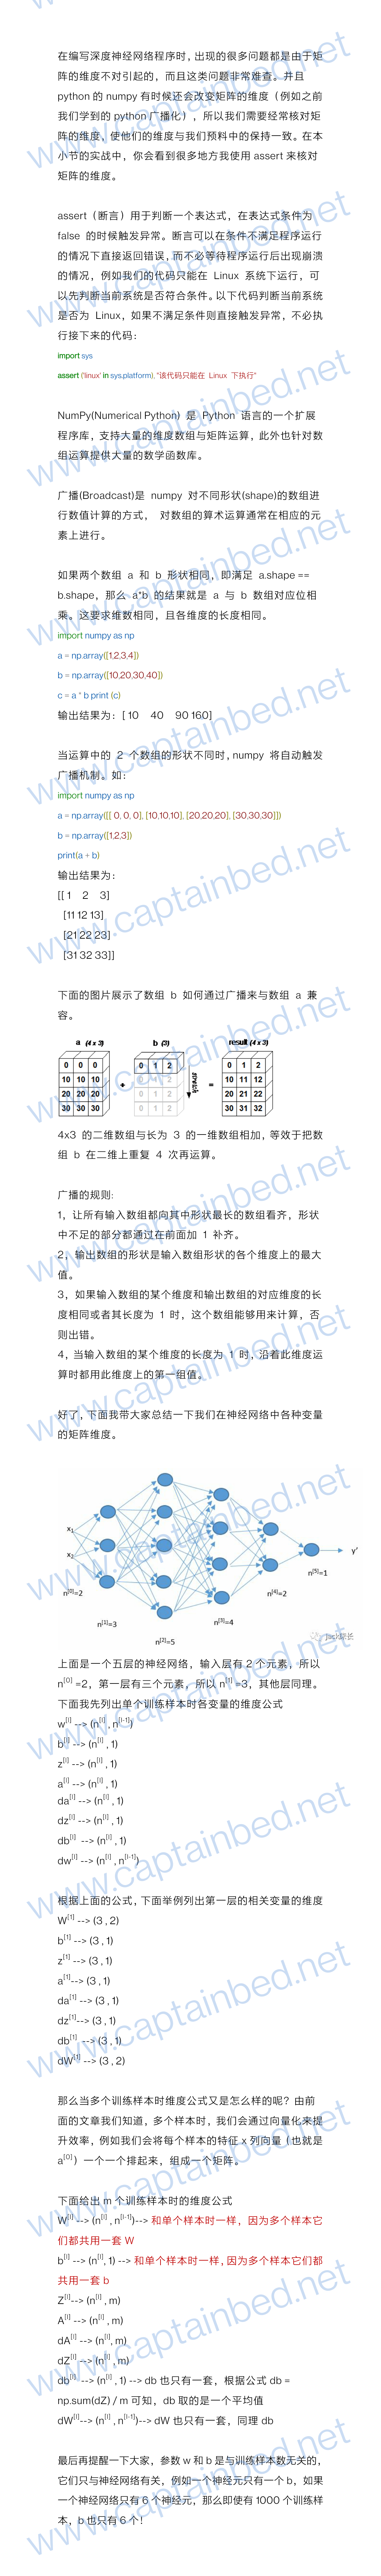 在编写深度神经网络程序时,出现的很多问题都是由于矩
阵的维度不对引起的,而且这类问题非常难查。并且
python 的 numpy 有时候还会改变矩阵的维度（例如之前
我们学到的 python 广播化），所以我们需要经常核对矩
阵的维度，使他们的维度与我们预料中的保持一致。在本
小节的实战中，你会看到很多地方我使用 assert 来核对
矩阵的维度。
assert（断言）用于判断一个表达式，在表达式条件为
false 的时候触发异常。断言可以在条件不满足程序运行
的情况下直接返回错误,而不必等待程序运行后出现崩溃
的情况，例如我们的代码只能在 Linux 系统下运行，可
以先判断当前系统是否符合条件。以下代码判断当前系统
是否为 Linux，如果不满足条件则直接触发异常，不必执
行接下来的代码：
import sys
assert ('linux' in sys.platform), "该代码只能在 Linux 下执行"
NumPy(Numerical Python) 是 Python 语言的一个扩展
程序库，支持大量的维度数组与矩阵运算，此外也针对数
组运算提供大量的数学函数库。
广播(Broadcast)是 numpy 对不同形状(shape)的数组进
行数值计算的方式， 对数组的算术运算通常在相应的元
素上进行。
如果两个数组 a 和 b 形状相同，即满足 a.shape ==
b.shape，那么 a*b 的结果就是 a 与 b 数组对应位相
乘。这要求维数相同，且各维度的长度相同。
import numpy as np
a = np.array([1,2,3,4])
b = np.array([10,20,30,40])
c = a * b print (c)
输出结果为：[ 10 40 90 160]
当运算中的 2 个数组的形状不同时,numpy 将自动触发
广播机制。如:
import numpy as np
a = np.array([[ 0, 0, 0], [10,10,10], [20,20,20], [30,30,30]])
b = np.array([1,2,3])
print(a + b)
输出结果为:
[[ 1 2 3]
[11 12 13]
[21 22 23]
[31 32 33]]
下面的图片展示了数组 b 如何通过广播来与数组 a 兼
容。
a (4 x 3) b (3) result (4 x 3)
0 0 0 0 1 2 0 1 2
10 10 10 + 0 1 2 stretch = 10 11 12
20 20 20 0 1 2 20 21 22
30 30 30 0 1 2 30 31 32
4x3 的二维数组与长为 3 的一维数组相加,等效于把数
组 b 在二维上重复 4 次再运算。
广播的规则:
1，让所有输入数组都向其中形状最长的数组看齐，形状
中不足的部分都通过在前面加 1 补齐。
2，输出数组的形状是输入数组形状的各个维度上的最大
值。
3，如果输入数组的某个维度和输出数组的对应维度的长
度相同或者其长度为 1 时，这个数组能够用来计算，否
则出错。
4，当输入数组的某个维度的长度为 1 时，沿着此维度运
算时都用此维度上的第一组值。
好了，下面我带大家总结一下我们在神经网络中各种变量
的矩阵维度。
x1
x2
y'
n[0]=2
n[1]=3
n[2]=5
n[3]=4
n[4]=2
n[5]=1
上面是一个五层的神经网络，输入层有 2 个元素，所以
n[0] =2，第一层有三个元素，所以 n[1] =3，其他层同理。
下面我先列出单个训练样本时各变量的维度公式
w[i] --> (n[i] , n[i-1])
b[i] --> (n[i] , 1)
z[i] --> (n[i] , 1)
a[i] --> (n[i] , 1)
da[i] --> (n[i] , 1)
dz[i] --> (n[i] , 1)
db[i] --> (n[i] , 1)
dw[i] --> (n[i] , n[i-1])
根据上面的公式,下面举例列出第一层的相关变量的维度
W[1] --> (3 , 2)
b[1] --> (3 , 1)
z[1] --> (3 , 1)
a[1]--> (3 , 1)
da[1] --> (3 , 1)
dz[1]--> (3 , 1)
db[1] --> (3 , 1)
dW[1] --> (3 , 2)
那么当多个训练样本时维度公式又是怎么样的呢？由前
面的文章我们知道，多个样本时，我们会通过向量化来提
升效率，例如我们会将每个样本的特征 x 列向量（也就是
a[0]）一个一个排起来，组成一个矩阵。
下面给出 m 个训练样本时的维度公式
W[i] --> (n[i] , n[i-1])--> 和单个样本时一样，因为多个样本它
们都共用一套 W
b[i] --> (n[i], 1) --> 和单个样本时一样,因为多个样本它们都
共用一套 b
Z[i]--> (n[i] , m)
A[i] --> (n[i] , m)
dA[i] --> (n[i], m)
dZ[i] --> (n[i] , m)
db[i] --> (n[i] , 1) --> db 也只有一套，根据公式 db =
np.sum(dZ) / m 可知，db 取的是一个平均值
dW[i]--> (n[i] , n[i-1])--> dW 也只有一套，同理 db
最后再提醒一下大家，参数 w 和 b 是与训练样本数无关的,
它们只与神经网络有关，例如一个神经元只有一个 b，如果
一个神经网络只有 6 个神经元，那么即使有 1000 个训练样
本，b 也只有 6 个！
www.captainbed.net